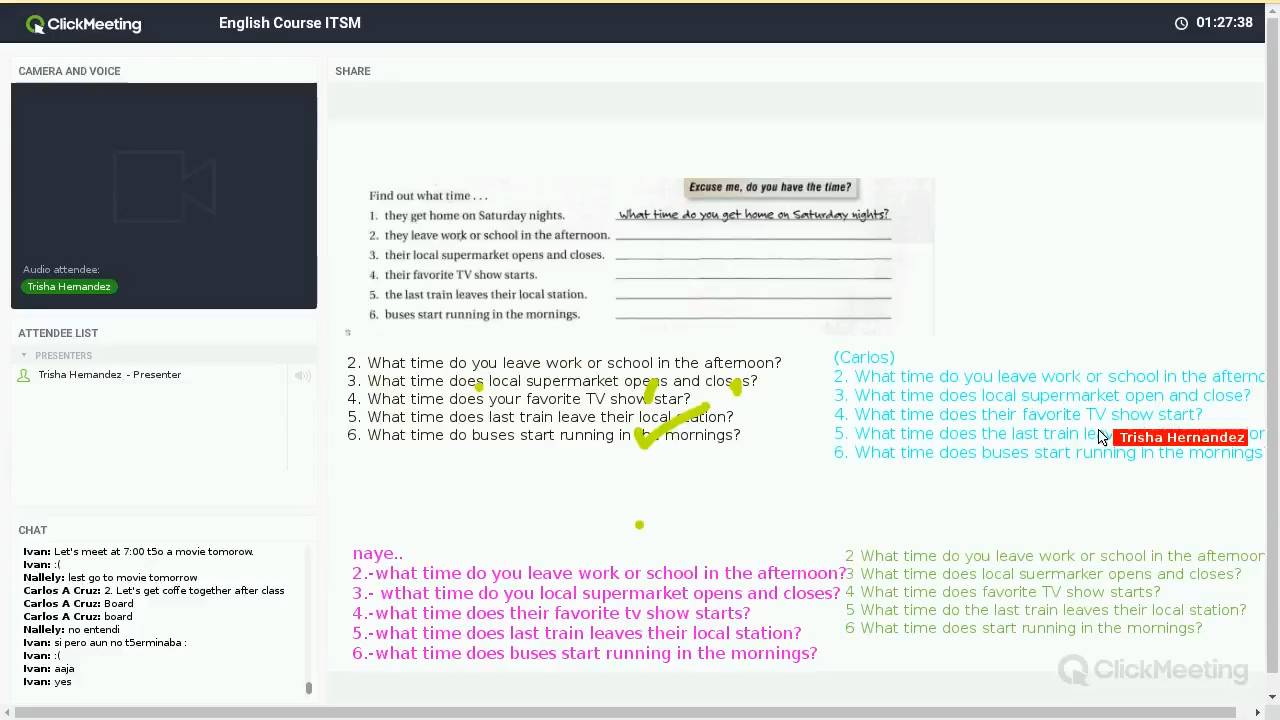 ClickMeeting
English Course ITSM
01:27:38
CAMERA AND VOICE
SHARE
Audio attendee:
Trisha Hernandez
ATTENDEE LIST
PRESENTERS
Trisha Hernandez - Presenter
CHAT
Ivan: Let's meet at 7:00 t5o a movie tomorow.
Ivan: :(
Nallely: lest go to movie tomorrow
Carlos A Cruz: 2. Let's get coffe together after class
Carlos A Cruz: Board
Carlos A Cruz: board
Nallely: no entendi
Ivan: si pero aun no t5erminaba :
Ivan: :(
Ivan: aaja
Ivan: yes
Excuse me, do you have the time?
Find out what time . . .
1. they get home on Saturday nights. What time do you get home on Saturday nights?
2. they leave work or school in the afternoon.
3. their local supermarket opens and closes.
4. their favorite TV show starts.
5. the last train leaves their local station.
6. buses start running in the mornings.
2. What time do you leave work or school in the afternoon?
3. What time does local supermarket opens and closes?
4. What time does your favorite TV show star?
5. What time does last train leave their local station?
6. What time do buses start running in the mornings?
(Carlos)
2. What time do you leave work or school in the afterno
3. What time does local supermarket open and close?
4. What time does their favorite TV show start?
5. What time does the last train
Trisha Hernandez
6. What time does buses start running in the mornings
naye..
2.-what time do you leave work or school in the afternoon?
3.- wthat time do you local supermarket opens and closes?
4.-what time does their favorite tv show starts?
5.-what time does last train leaves their local station?
6.-what time does buses start running in the mornings?
2 What time do you leave work or school in the afternoor
3 What time does local suermarker opens and closes?
4 What time does favorite TV show starts?
5 What time do the last train leaves their local station?
6 What time does start running in the mornings?
ClickMeeting